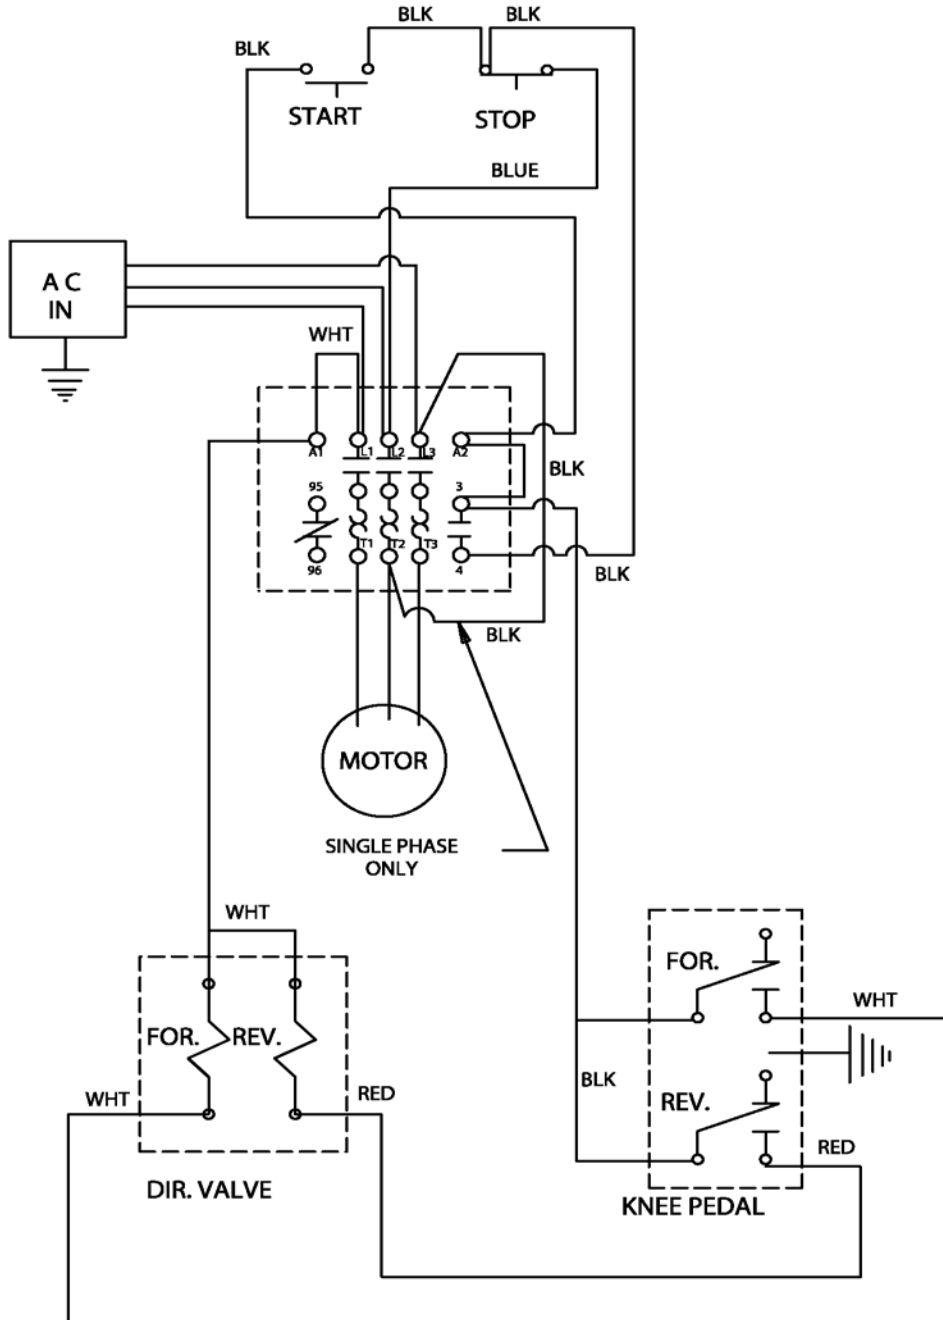 BLK
BLK
BLK
START
STOP
BLUE
A C
IN
WHT
A1
L1
L2
L3
A2
BLK
95
3
T1
T2
T3
96
4
BLK
BLK
MOTOR
SINGLE PHASE
ONLY
WHT
FOR.
WHT
FOR.
REV.
BLK
WHT
RED
REV.
RED
DIR. VALVE
KNEE PEDAL